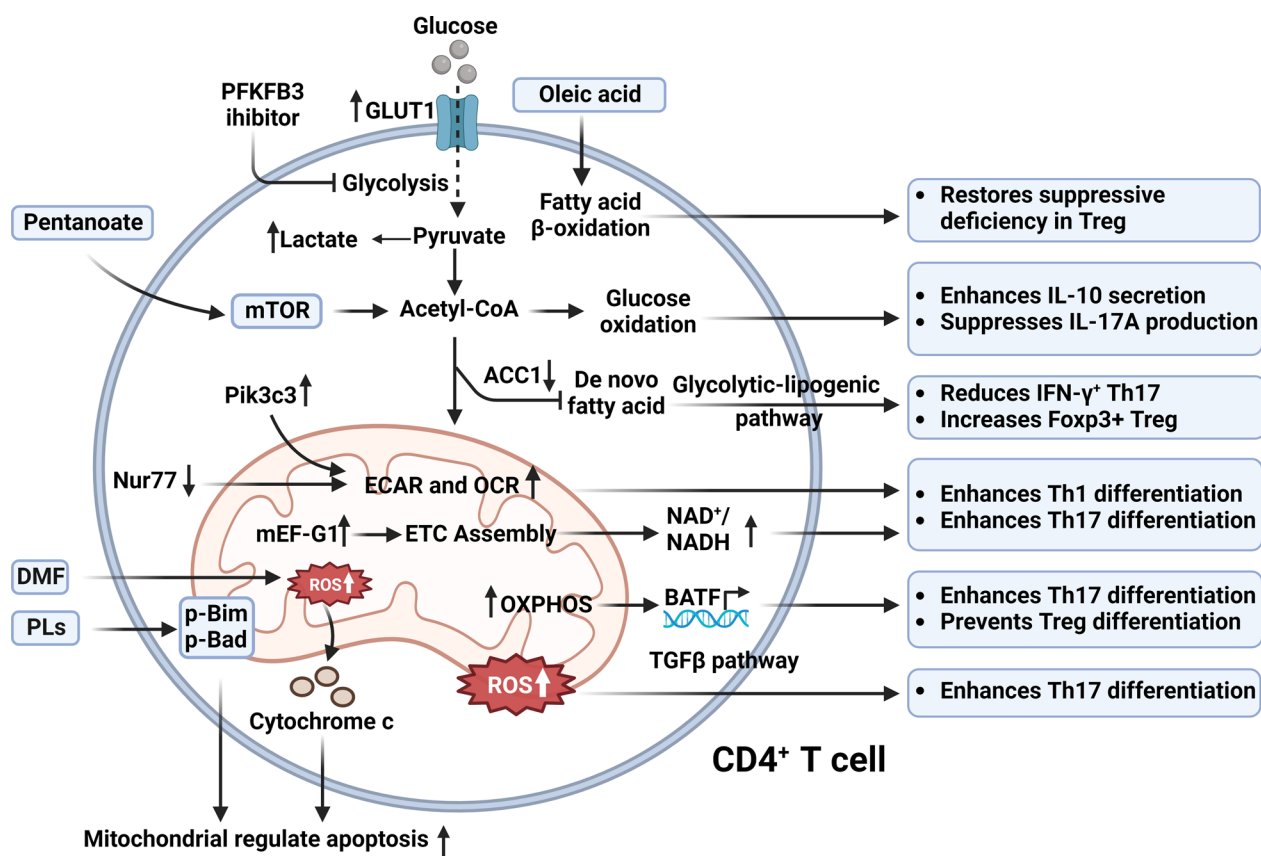 Glucose
PFKFB3
ihibitor
GLUT1
Oleic acid
Glycolysis
Fatty acid
β-oxidation
• Restores suppressive
deficiency in Treg
Pentanoate
Lactate
Pyruvate
mTOR
Acetyl-CoA
Glucose
oxidation
• Enhances IL-10 secretion
• Suppresses IL-17A production
ACC1
De novo
fatty acid
Glycolytic-lipogenic
pathway
• Reduces IFN-γ⁺ Th17
• Increases Foxp3+ Treg
Pik3c3
Nur77
ECAR and OCR
• Enhances Th1 differentiation
• Enhances Th17 differentiation
mEF-G1
ETC Assembly
NAD⁺/
NADH
DMF
ROS
PLs
p-Bim
p-Bad
OXPHOS
BATF
• Enhances Th17 differentiation
• Prevents Treg differentiation
TGFβ pathway
ROS
• Enhances Th17 differentiation
Cytochrome c
CD4⁺ T cell
Mitochondrial regulate apoptosis